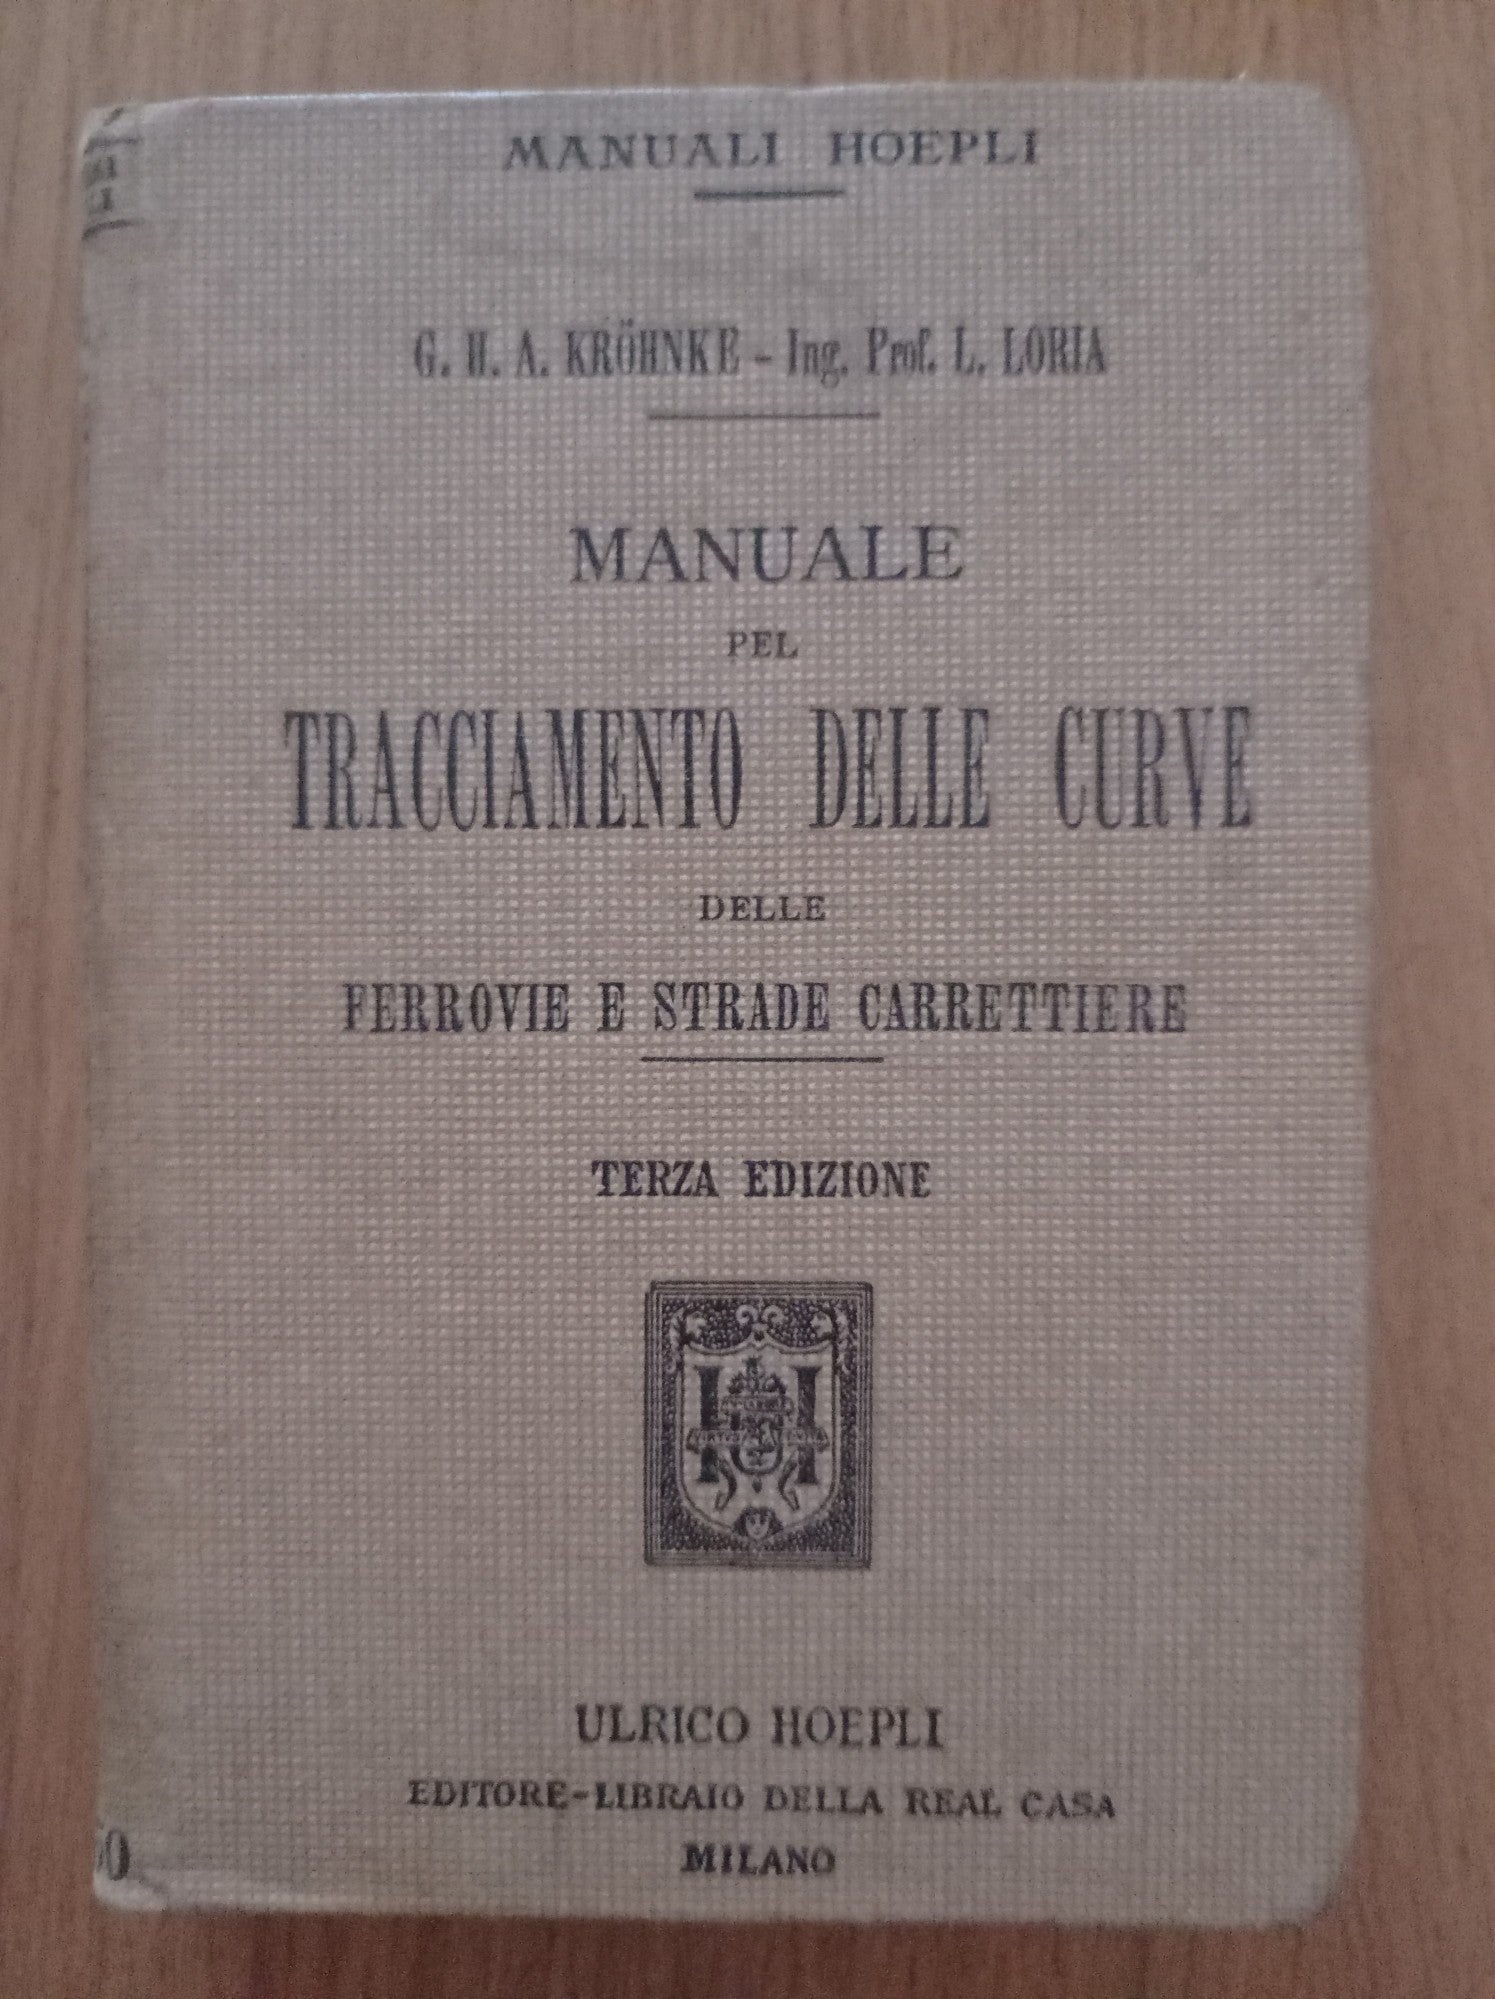 MANUALI HOEPLI
G. H. A. KRÖHNKE - Ing. Prof. L. LORIA
MANUALE
PEL
TRACCIAMENTO DELLE CURVE
DELLE
FERROVIE E STRADE CARRETTIERE
TERZA EDIZIONE
H
ULRICO HOEPLI
EDITORE-LIBRAIO DELLA REAL CASA
MILANO